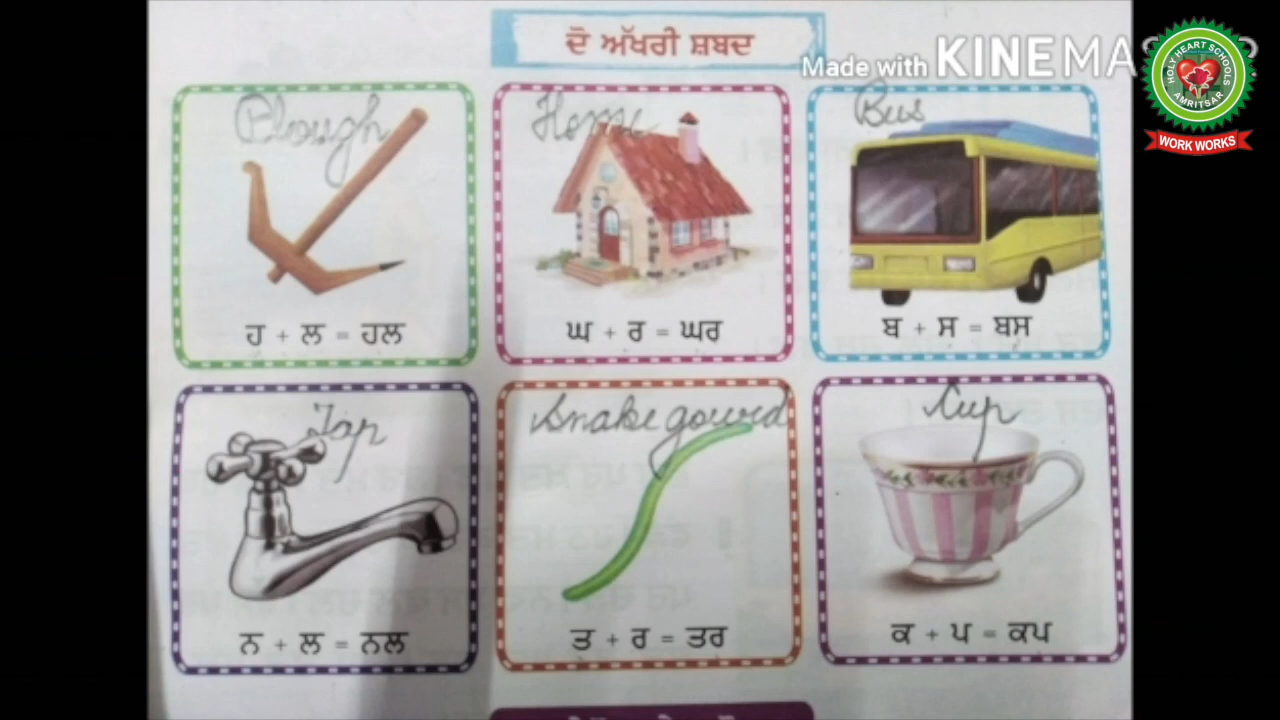 ਦੋ ਅੱਖਰੀ ਸ਼ਬਦ
Made with KINEMA
HOLY HEART SCHOOLS
AMRITSAR
WORK WORKS
Plough
ਹ + ਲ = ਹਲ
Home
ਘ + ਰ = ਘਰ
Bus
ਬ + ਸ = ਬਸ
Tap
ਨ + ਲ = ਨਲ
Snake gourd
ਤ + ਰ = ਤਰ
Cup
ਕ + ਪ = ਕਪ